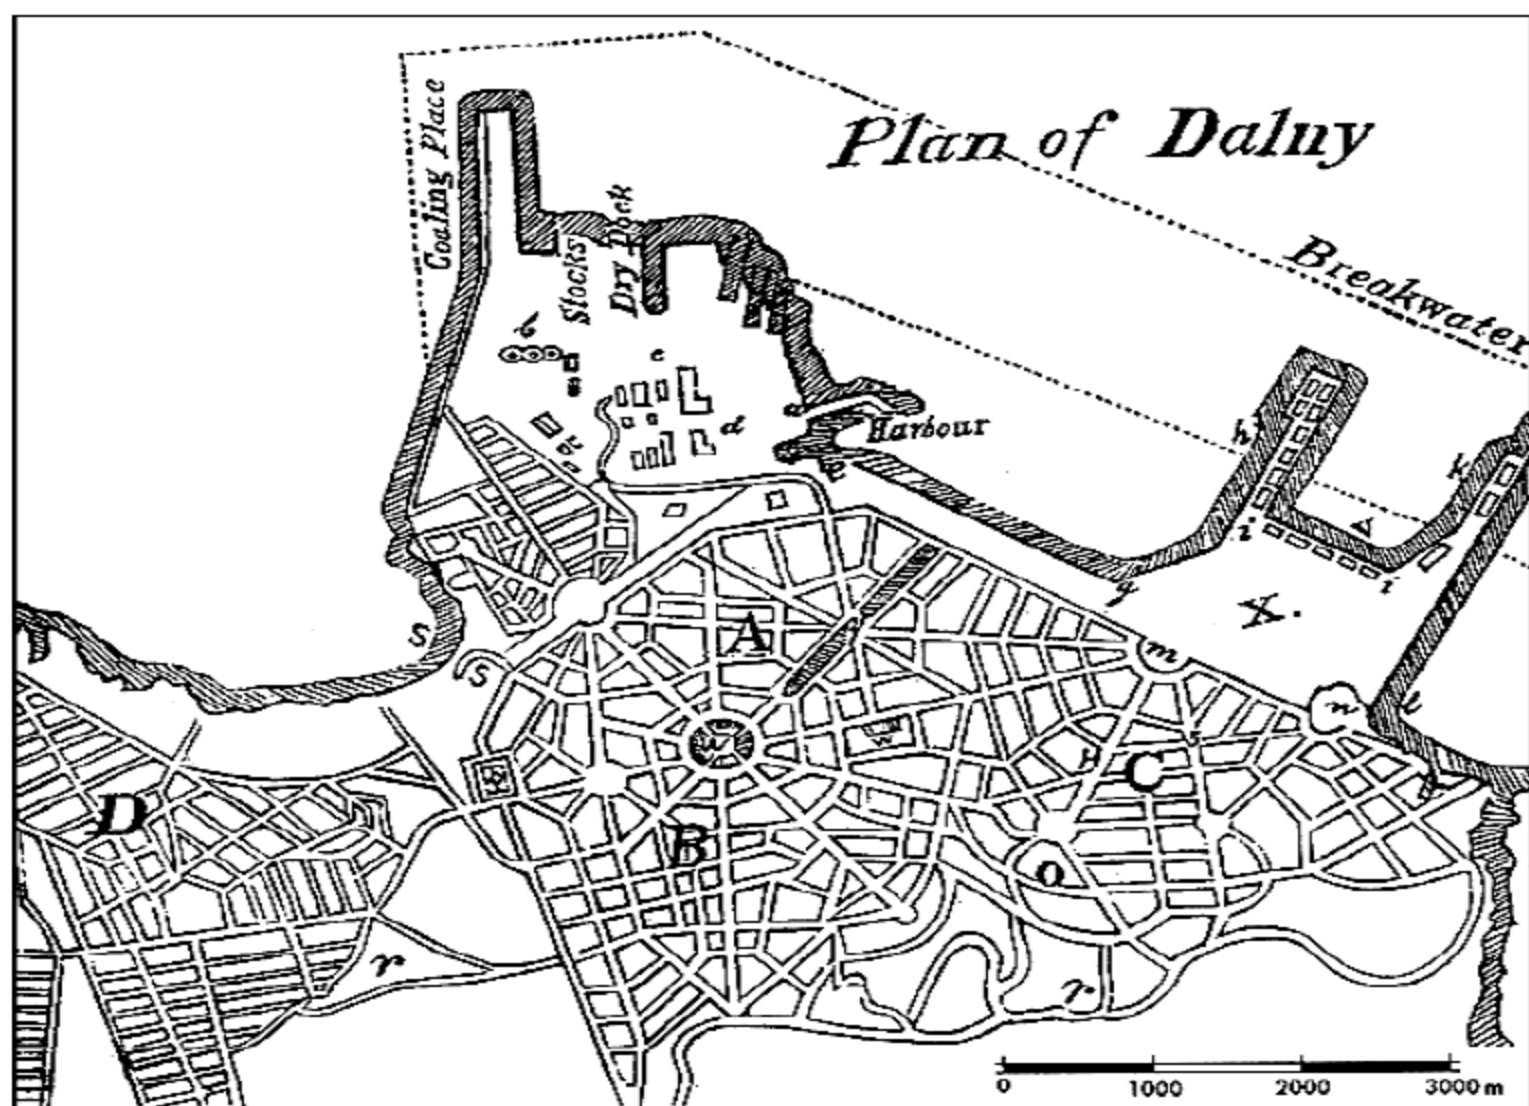 Plan of Dalny
Coaling Place
Stocks
Dry Dock
Breakwater
b
c
d
Harbour
e
h
k
i
i
g
X.
A
S
S
m
n
l
W
H
C
D
B
O
r
r
0 1000 2000 3000 m